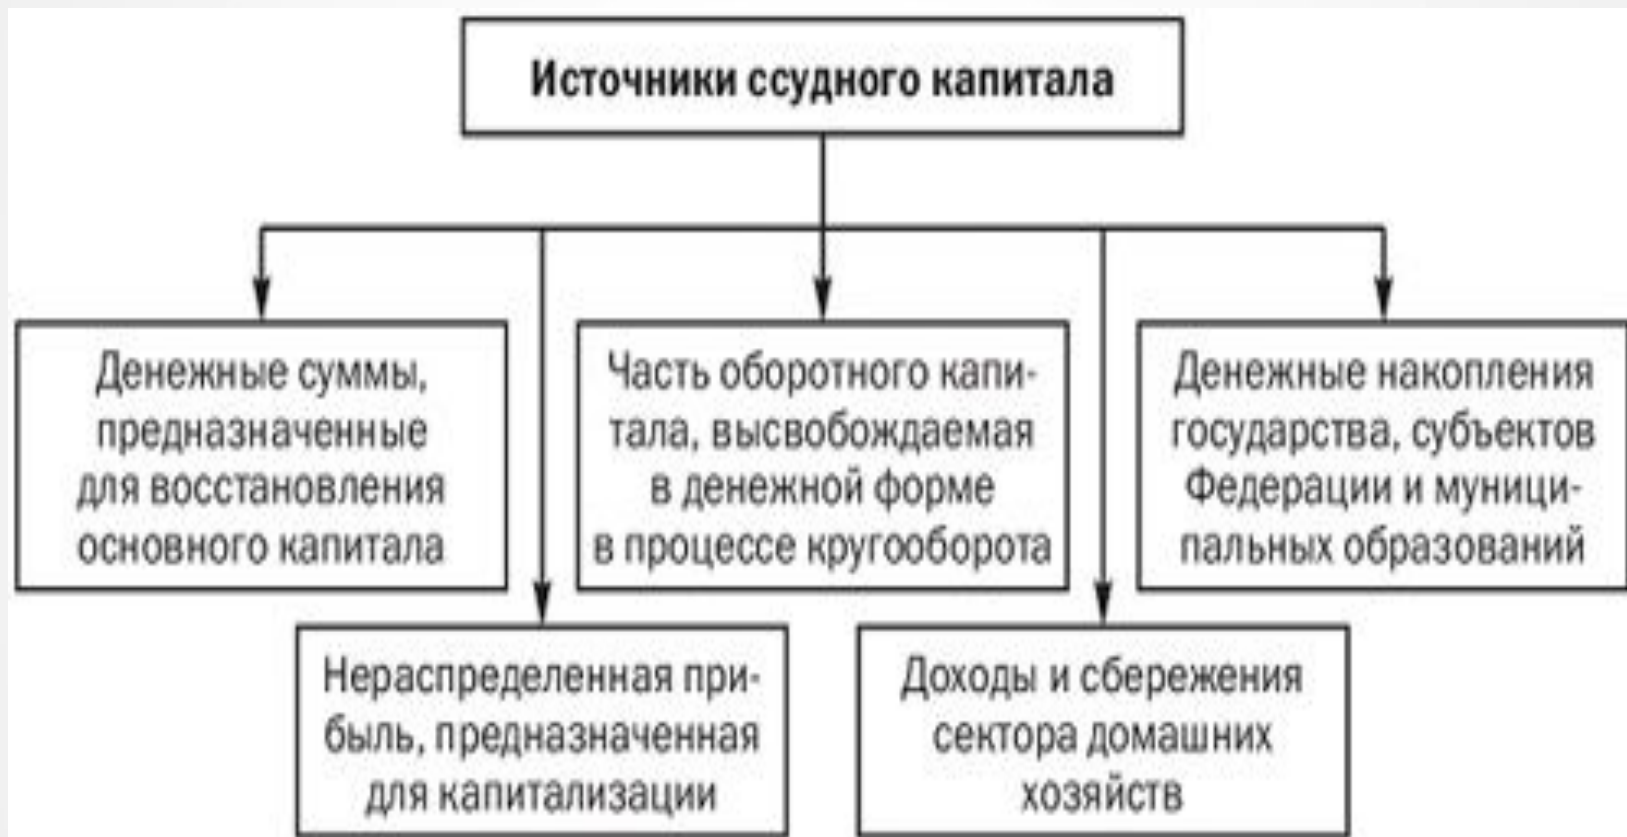 Источники ссудного капитала
Денежные суммы,
предназначенные
для восстановления
основного капитала
Часть оборотного капи-
тала, высвобождаемая
в денежной форме
в процессе кругооборота
Денежные накопления
государства, субъектов
Федерации и муници-
пальных образований
Нераспределенная при-
быль, предназначенная
для капитализации
Доходы и сбережения
сектора домашних
хозяйств